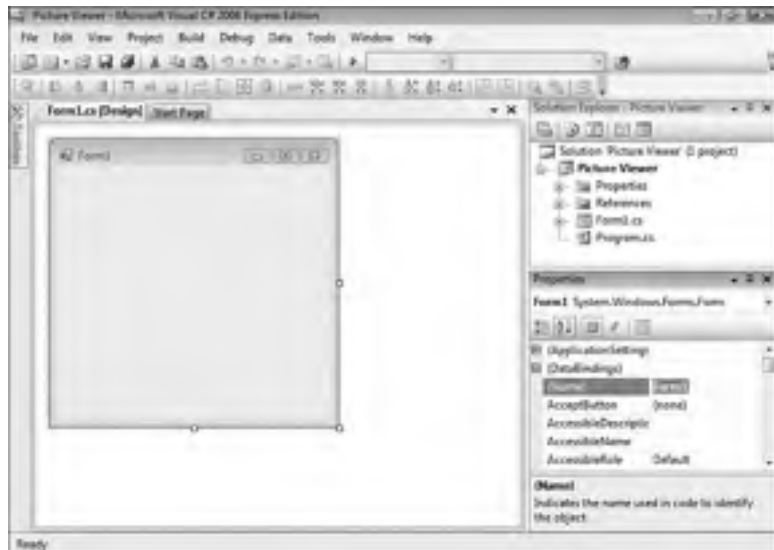 Picture Viewer - Microsoft Visual C# 2008 Express Edition
File Edit View Project Build Debug Data Tools Window Help
Form1.cs [Design] Start Page
Toolbox
Form1
Solution Explorer - Picture Viewer
Solution 'Picture Viewer' (1 project)
Picture Viewer
Properties
References
Form1.cs
Program.cs
Properties
Form1 System.Windows.Forms.Form
(ApplicationSettings)
(DataBindings)
(Name) Form1
AcceptButton (none)
AccessibleDescriptic
AccessibleName
AccessibleRole Default
(Name)
Indicates the name used in code to identify
the object.
Ready